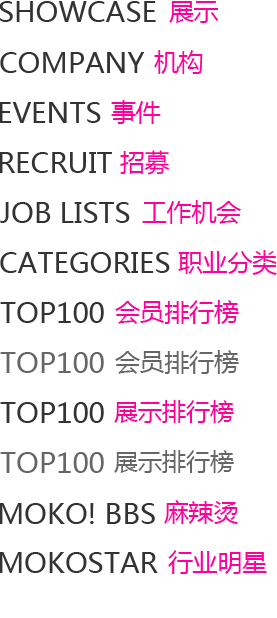 SHOWCASE 展示
COMPANY 机构
EVENTS 事件
RECRUIT 招募
JOB LISTS 工作机会
CATEGORIES 职业分类
TOP100 会员排行榜
TOP100 会员排行榜
TOP100 展示排行榜
TOP100 展示排行榜
MOKO! BBS 麻辣烫
MOKOSTAR 行业明星